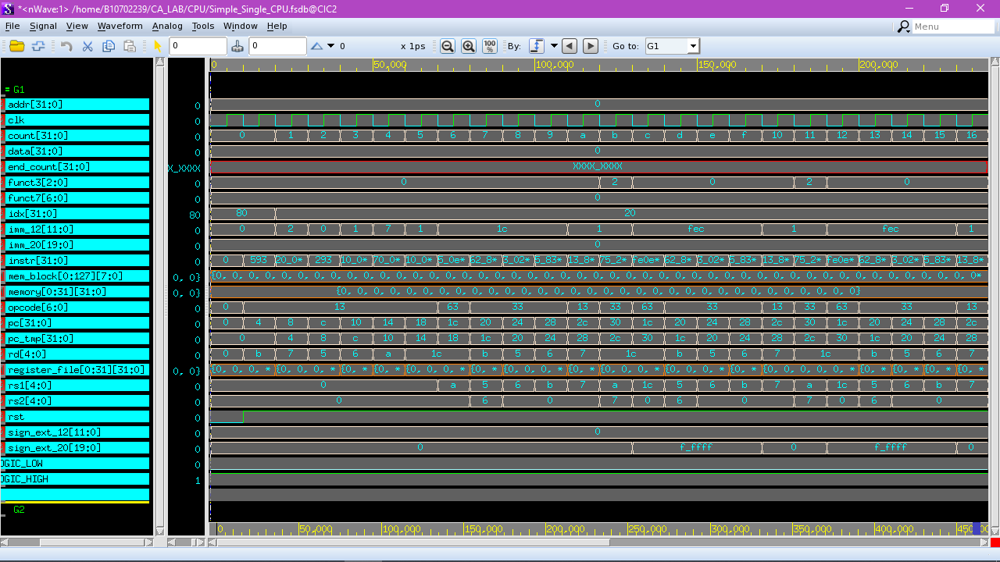 *<nWave:1> /home/B10702239/CA_LAB/CPU/Simple_Single_CPU.fsdb@CIC2
File Signal View Waveform Analog Tools Window Help Menu
0 0 0 x 1ps 100% By: Go to: G1
0 50,000 100,000 150,000 200,000
= G1
addr[31:0] 0 0
clk 0
count[31:0] 0 0 1 2 3 4 5 6 7 8 9 a b c d e f 10 11 12 13 14 15 16
data[31:0] 0 0
end_count[31:0] X_XXXX XXXX_XXXX
funct3[2:0] 0 0 2 0 2 0
funct7[6:0] 0 0
idx[31:0] 80 80 20
imm_12[11:0] 0 0 2 0 1 7 1 1c 1 fec 1 fec 1
imm_20[19:0] 0 0
instr[31:0] 0 0 593 20_0* 293 10_0* 70_0* 10_0* 5_0e* 62_8* 3_02* 5_83* 13_8* 75_2* fe0e* 62_8* 3_02* 5_83* 13_8* 75_2* fe0e* 62_8* 3_02* 5_83* 13_8*
mem_block[0:127][7:0] 0, 0} {0, 0, 0, 0, 0, 0, 0, 0, 0, 0, 0, 0, 0, 0, 0, 0, 0, 0, 0, 0, 0, 0, 0, 0, 0, 0, 0, 0, 0, 0, 0, 0, 0, 0, 0, 0, 0, 0, 0, 0, 0, 0, 0, 0, 0, 0, 0*
memory[0:31][31:0] 0, 0} {0, 0, 0, 0, 0, 0, 0, 0, 0, 0, 0, 0, 0, 0, 0, 0, 0, 0, 0, 0, 0, 0, 0, 0, 0, 0, 0, 0, 0, 0, 0, 0}
opcode[6:0] 0 0 13 63 33 13 33 63 33 13 33 63 33 13
pc[31:0] 0 0 4 8 c 10 14 18 1c 20 24 28 2c 30 1c 20 24 28 2c 30 1c 20 24 28 2c
pc_tmp[31:0] 0 0 4 8 c 10 14 18 1c 20 24 28 2c 30 1c 20 24 28 2c 30 1c 20 24 28
rd[4:0] 0 0 b 7 5 6 a 1c b 5 6 7 1c b 5 6 7 1c b 5 6 7
register_file[0:31][31:0] 0, 0} {0, 0, 0, * {0, 0, 0, * {0, 0, * {0, 0, * {0, 0, 0, * {0, 0, * {0, 0, 0, * {0, 0, * {0, 0, 0, * {0, 0, * {0, 0, * {0, 0, * {0, 0, 0, * {0, 0, * {0, 0, * {0, 0, *
rs1[4:0] 0 0 a 5 6 b 7 a 1c 5 6 b 7 a 1c 5 6 b 7
rs2[4:0] 0 0 6 0 7 0 6 0 7 0 6 0
rst 0
sign_ext_12[11:0] 0 0
sign_ext_20[19:0] 0 0 f_ffff 0 f_ffff 0
OGIC_LOW 0
OGIC_HIGH 1
G2
0 50,000 100,000 150,000 200,000 250,000 300,000 350,000 400,000